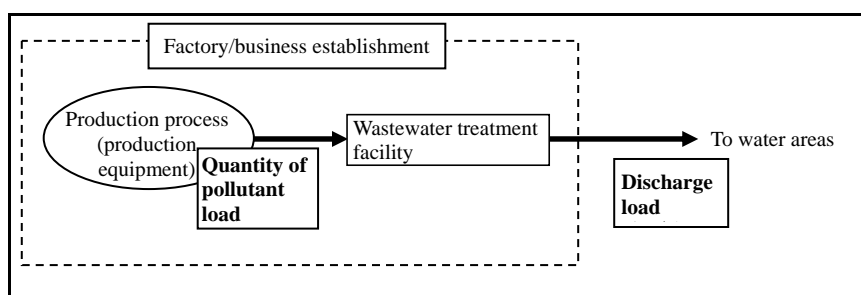 Factory/business establishment
Production process
(production
equipment)
Quantity of
pollutant
load
Wastewater treatment
facility
To water areas
Discharge
load